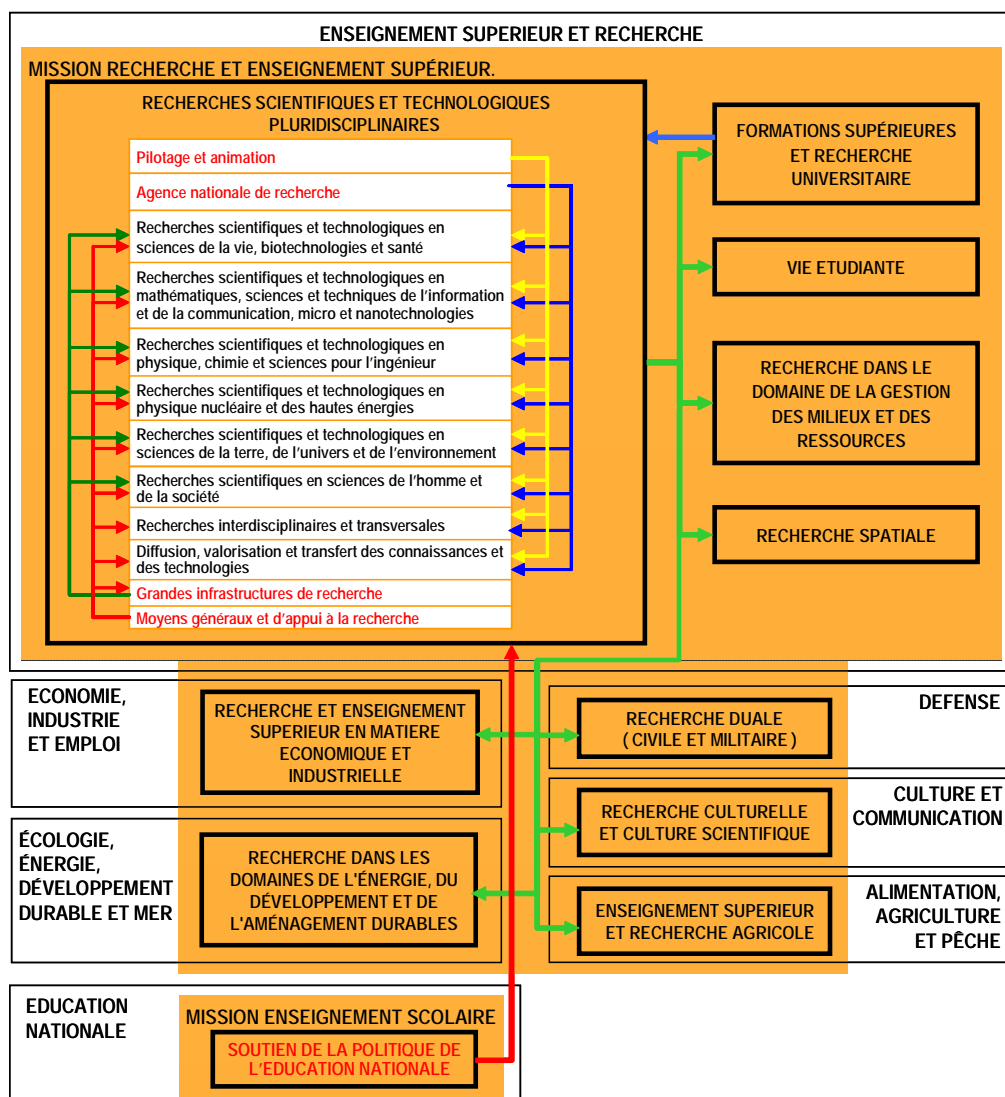 ENSEIGNEMENT SUPERIEUR ET RECHERCHE
MISSION RECHERCHE ET ENSEIGNEMENT SUPÉRIEUR.
RECHERCHES SCIENTIFIQUES ET TECHNOLOGIQUES
PLURIDISCIPLINAIRES
Pilotage et animation
Agence nationale de recherche
Recherches scientifiques et technologiques en
sciences de la vie, biotechnologies et santé
Recherches scientifiques et technologiques en
mathématiques, sciences et techniques de l'information
et de la communication, micro et nanotechnologies
Recherches scientifiques et technologiques en
physique, chimie et sciences pour l'ingénieur
Recherches scientifiques et technologiques en
physique nucléaire et des hautes énergies
Recherches scientifiques et technologiques en
sciences de la terre, de l'univers et de l'environnement
Recherches scientifiques en sciences de l'homme et
de la société
Recherches interdisciplinaires et transversales
Diffusion, valorisation et transfert des connaissances et
des technologies
Grandes infrastructures de recherche
Moyens généraux et d'appui à la recherche
FORMATIONS SUPÉRIEURES
ET RECHERCHE
UNIVERSITAIRE
VIE ETUDIANTE
RECHERCHE DANS LE
DOMAINE DE LA GESTION
DES MILIEUX ET DES
RESSOURCES
RECHERCHE SPATIALE
ECONOMIE,
INDUSTRIE
ET EMPLOI
RECHERCHE ET ENSEIGNEMENT
SUPERIEUR EN MATIERE
ECONOMIQUE ET
INDUSTRIELLE
RECHERCHE DUALE
( CIVILE ET MILITAIRE )
DEFENSE
RECHERCHE CULTURELLE
ET CULTURE SCIENTIFIQUE
CULTURE ET
COMMUNICATION
ÉCOLOGIE,
ÉNERGIE,
DÉVELOPPEMENT
DURABLE ET MER
RECHERCHE DANS LES
DOMAINES DE L'ÉNERGIE, DU
DÉVELOPPEMENT ET DE
L'AMÉNAGEMENT DURABLES
ENSEIGNEMENT SUPERIEUR
ET RECHERCHE AGRICOLE
ALIMENTATION,
AGRICULTURE
ET PÊCHE
EDUCATION
NATIONALE
MISSION ENSEIGNEMENT SCOLAIRE
SOUTIEN DE LA POLITIQUE DE
L'EDUCATION NATIONALE